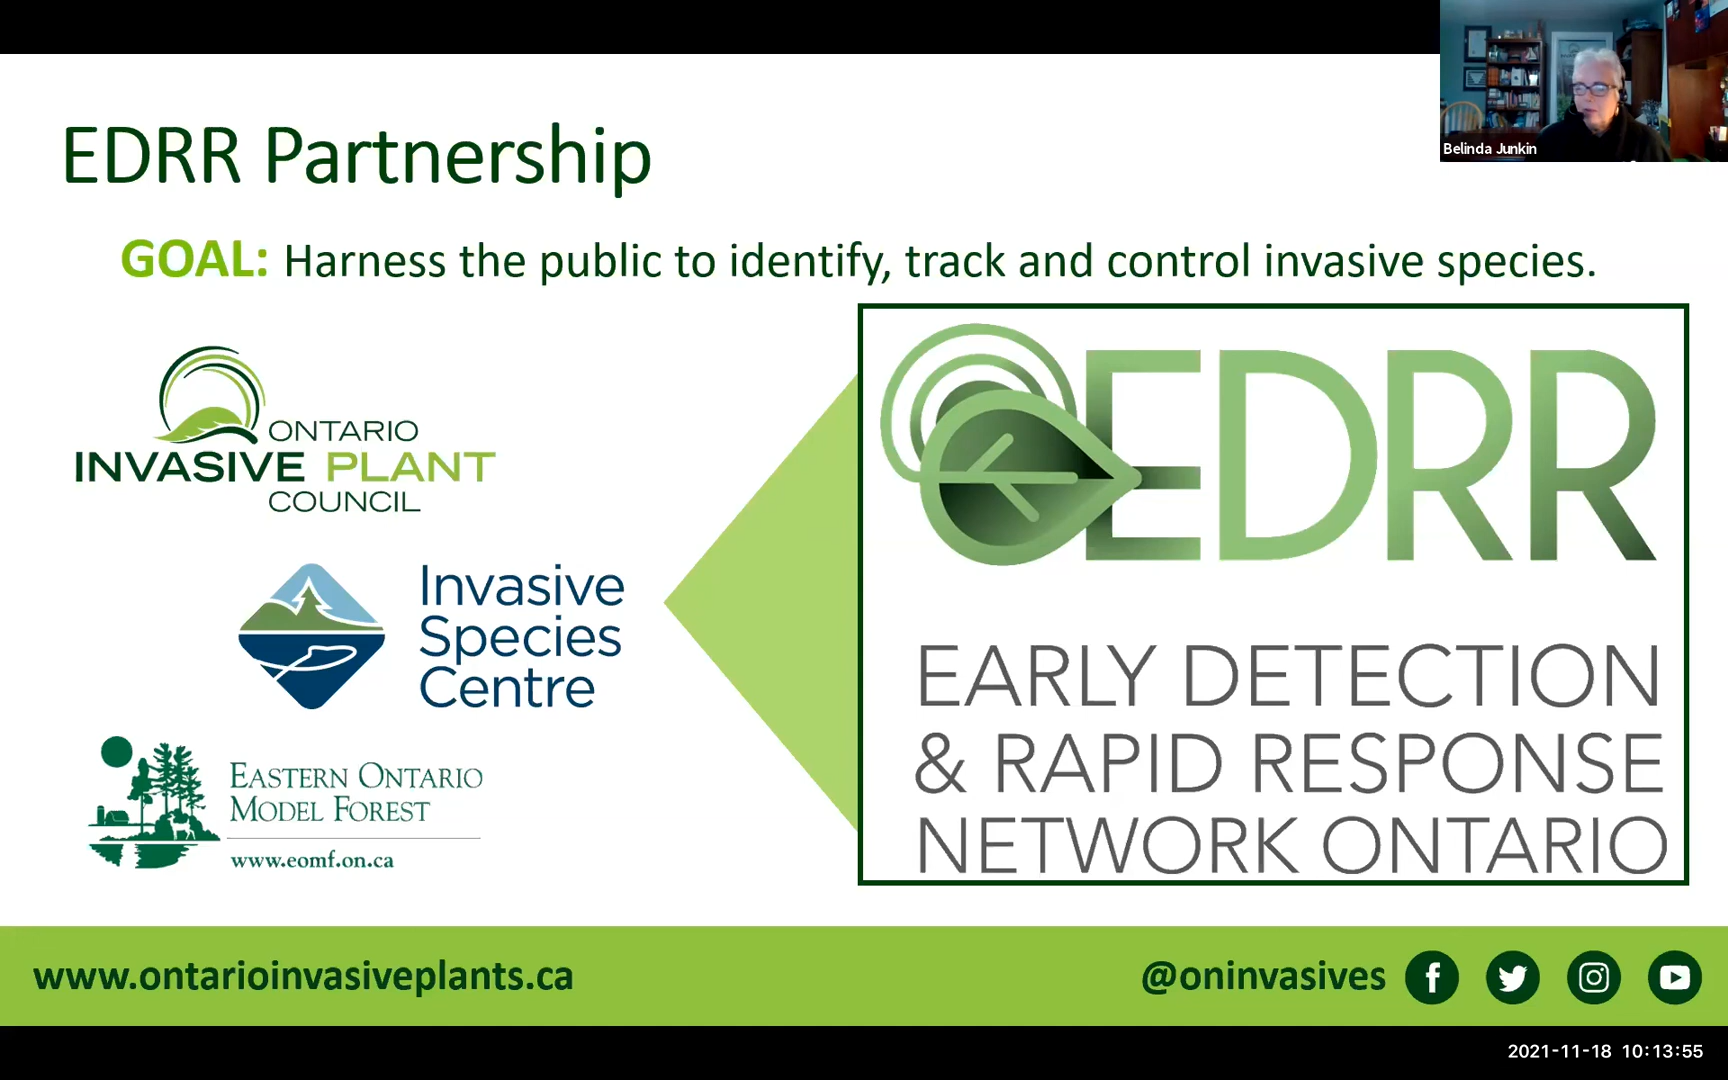 Belinda Junkin
EDRR Partnership
GOAL: Harness the public to identify, track and control invasive species.
ONTARIO
INVASIVE PLANT
COUNCIL
Invasive
Species
Centre
EASTERN ONTARIO
MODEL FOREST
www.eomf.on.ca
EDRR
EARLY DETECTION
& RAPID RESPONSE
NETWORK ONTARIO
www.ontarioinvasiveplants.ca
@oninvasives
2021-11-18 10:13:55